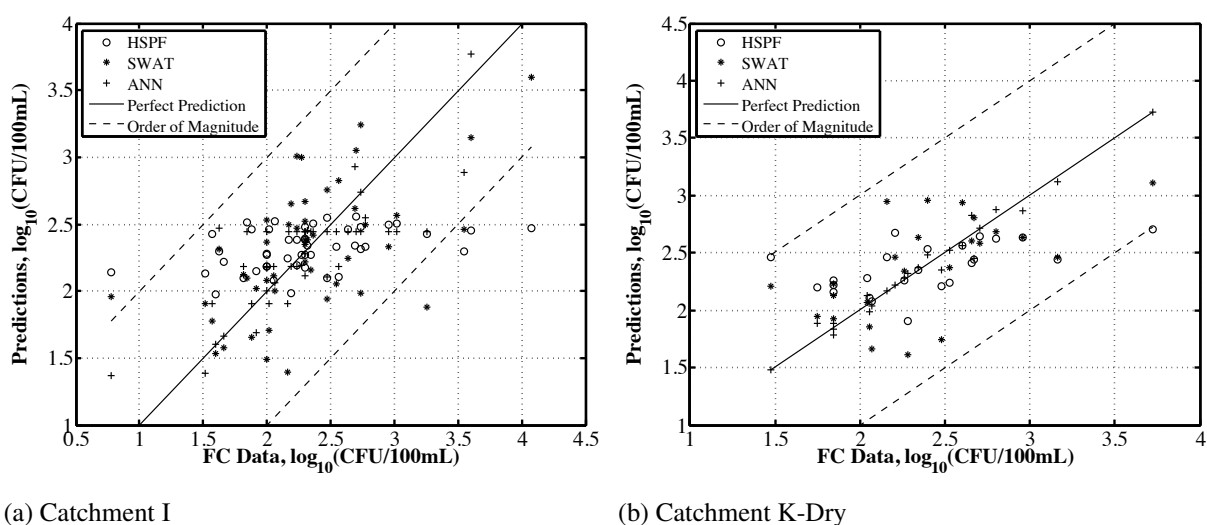 4
3.5
3
2.5
2
1.5
1
0.5 1 1.5 2 2.5 3 3.5 4 4.5
Predictions, log10(CFU/100mL)
FC Data, log10(CFU/100mL)
HSPF
SWAT
ANN
Perfect Prediction
Order of Magnitude
(a) Catchment I
4.5
4
3.5
3
2.5
2
1.5
1
1 1.5 2 2.5 3 3.5 4
Predictions, log10(CFU/100mL)
FC Data, log10(CFU/100mL)
HSPF
SWAT
ANN
Perfect Prediction
Order of Magnitude
(b) Catchment K-Dry